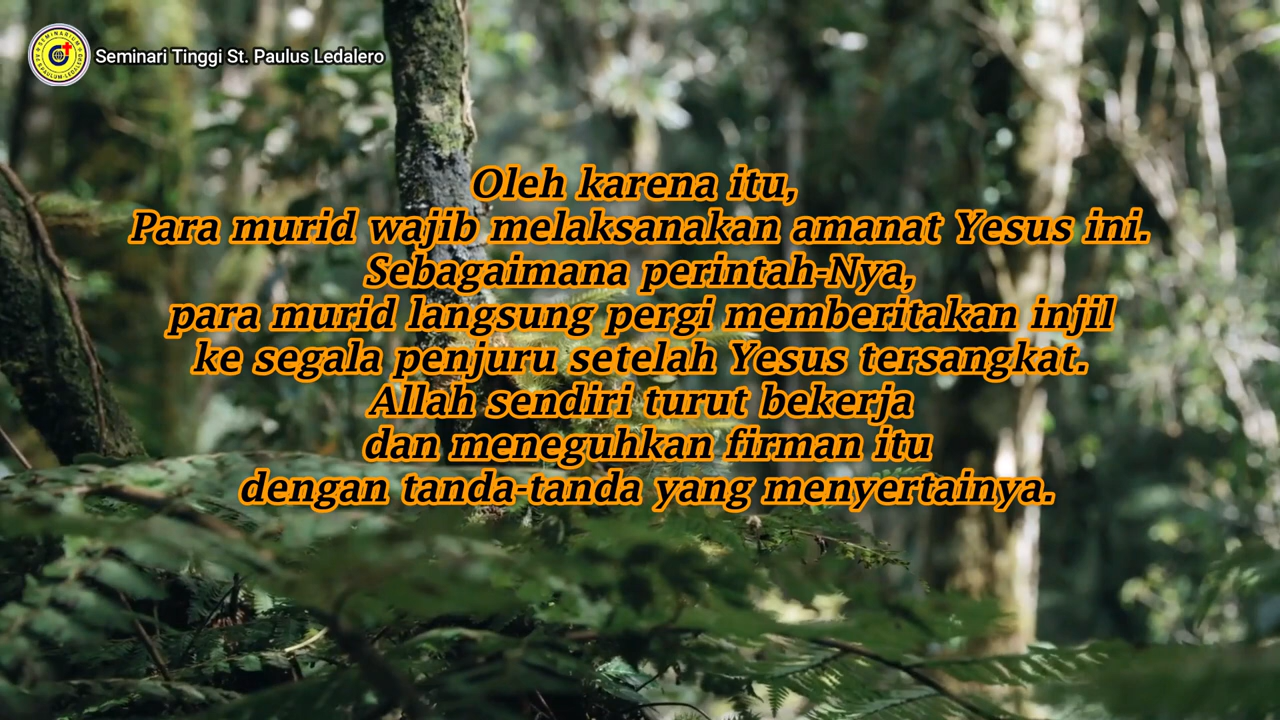 Seminari Tinggi St. Paulus Ledalero
Oleh karena itu,
Para murid wajib melaksanakan amanat Yesus ini.
Sebagaimana perintah-Nya,
para murid langsung pergi memberitakan injil
ke segala penjuru setelah Yesus tersangkat.
Allah sendiri turut bekerja
dan meneguhkan firman itu
dengan tanda-tanda yang menyertainya.